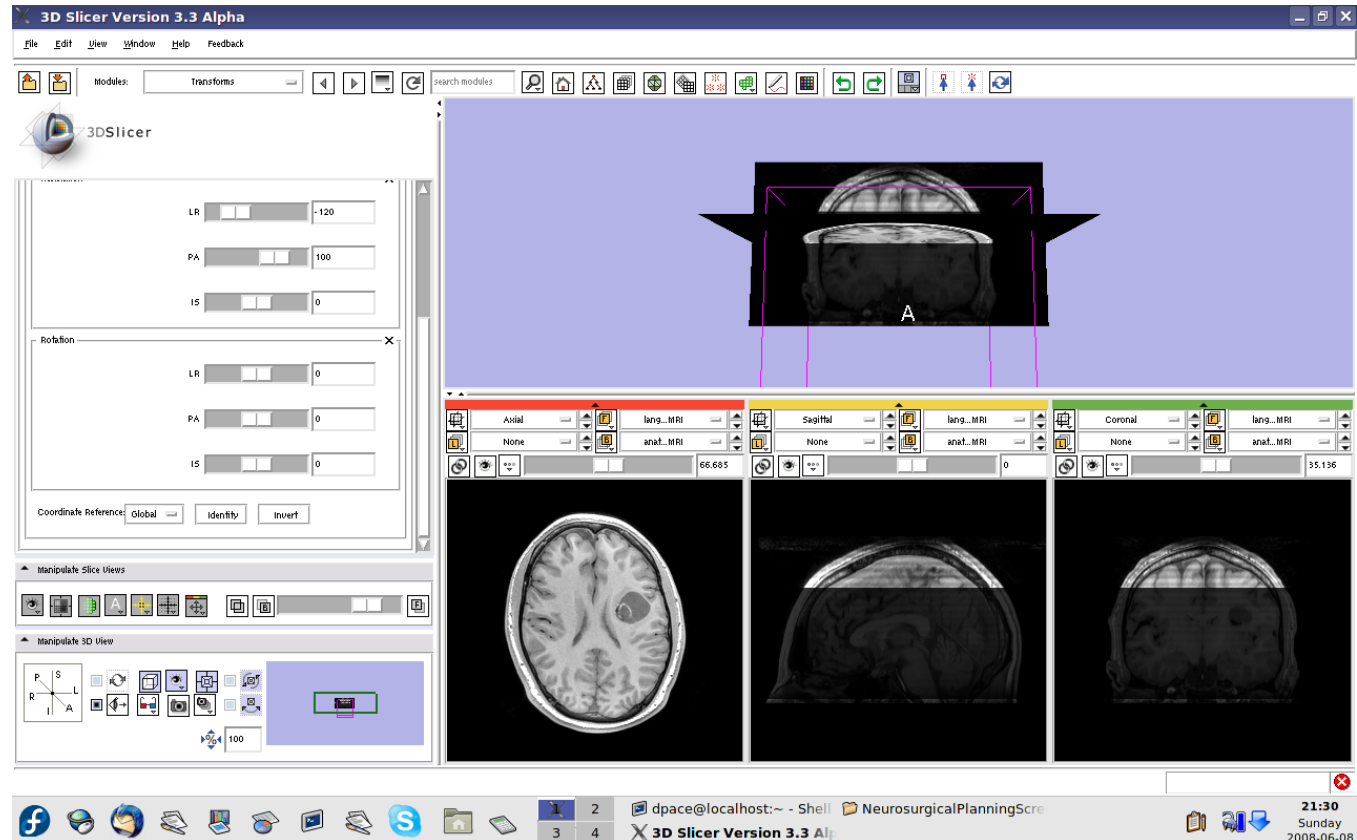 3D Slicer Version 3.3 Alpha
File Edit View Window Help Feedback
Modules: Transforms search modules
3DSlicer
LR -120
PA 100
IS 0
Rotation
LR 0
PA 0
IS 0
Coordinate Reference: Global Identity Invert
Manipulate Slice Views
A B F
Manipulate 3D View
P S
R L
I A
% 100
A
Axial F lang...MRI
L None B anat...MRI
66.685
Sagittal F lang...MRI
L None B anat...MRI
0
Coronal F lang...MRI
L None B anat...MRI
35.136
1 2
3 4
dpace@localhost:~ - Shell
NeurosurgicalPlanningScre
3D Slicer Version 3.3 Alp
21:30
Sunday
2008-06-08